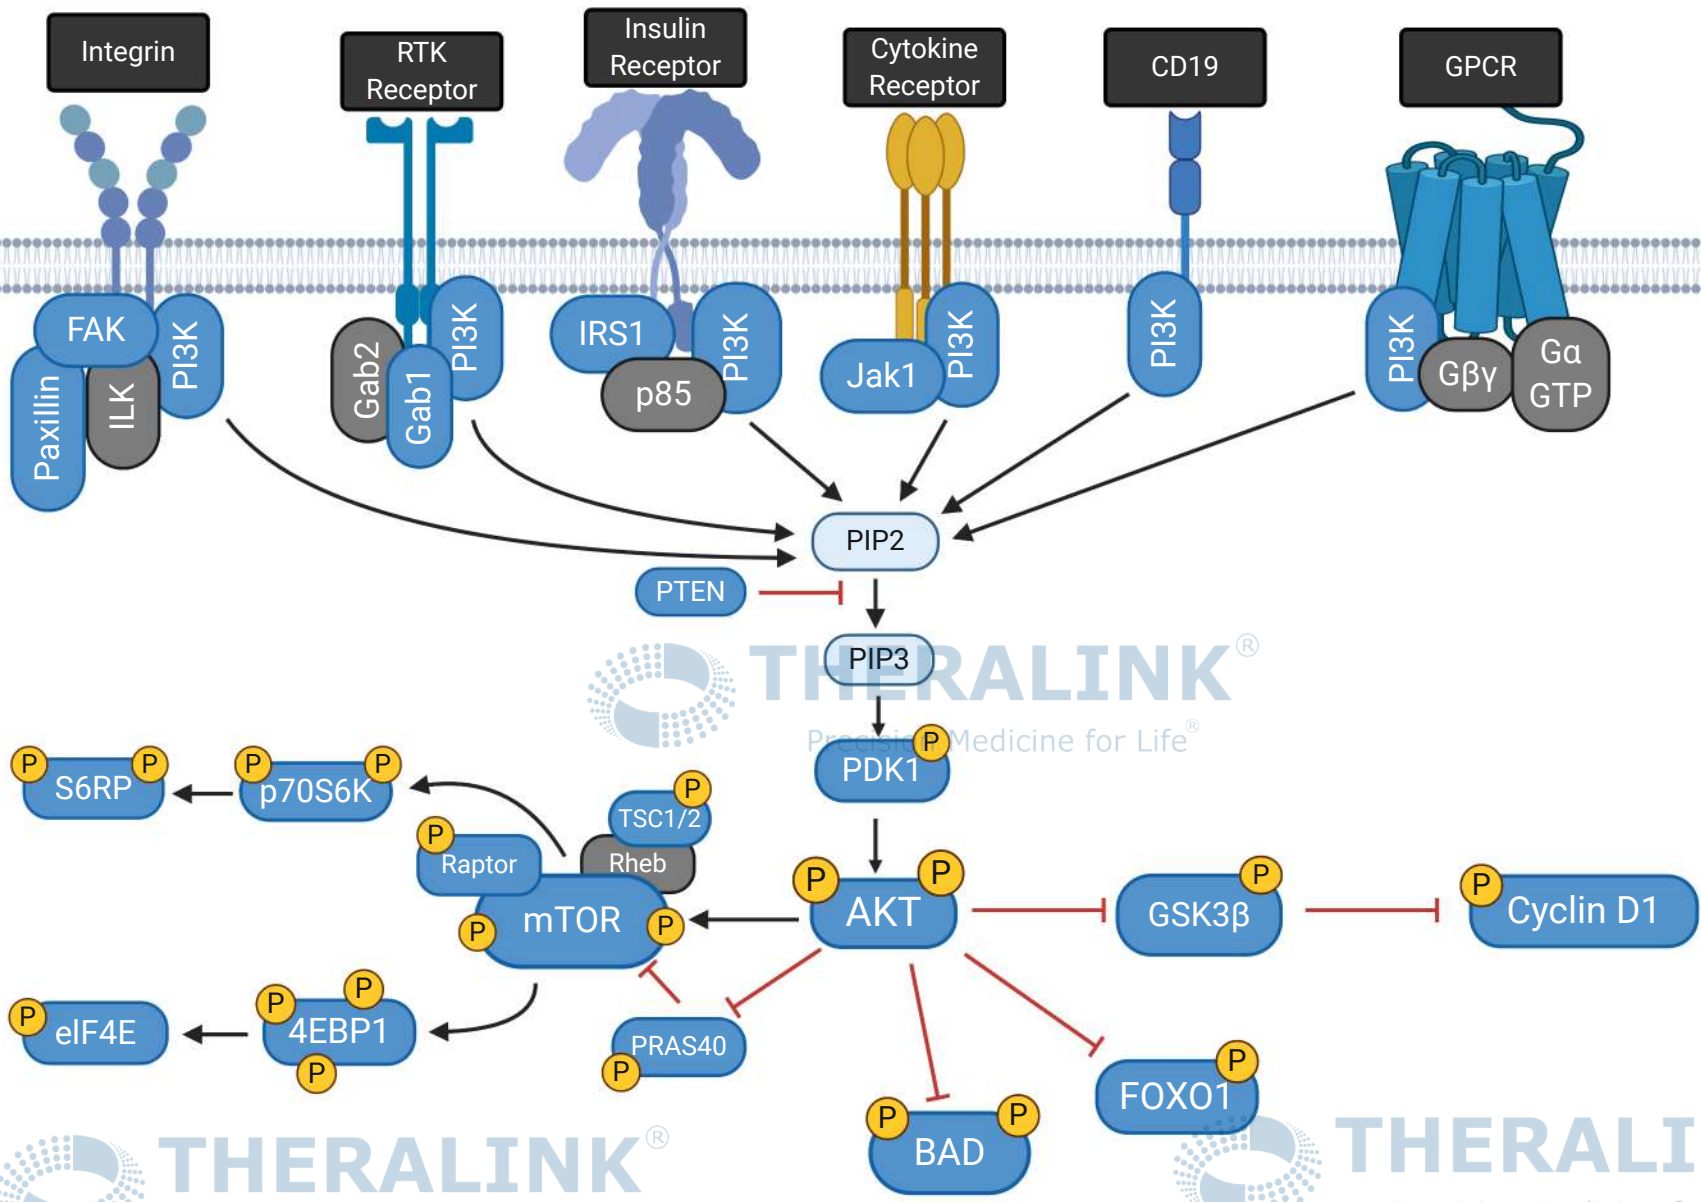 Integrin
RTK
Receptor
Insulin
Receptor
Cytokine
Receptor
CD19
GPCR
FAK
PI3K
Paxillin
ILK
Gab2
Gab1
PI3K
IRS1
p85
PI3K
Jak1
PI3K
PI3K
PI3K
Gβγ
Gα
GTP
PIP2
PTEN
PIP3
THERALINK®
Precision Medicine for Life®
P
PDK1
P
P
S6RP
P
P
p70S6K
P
TSC1/2
P
Raptor
Rheb
mTOR
P
P
P
P
AKT
P
GSK3β
P
Cyclin D1
P
eIF4E
P
P
4EBP1
P
PRAS40
P
P
P
BAD
P
FOXO1
THERALINK®
THERALI